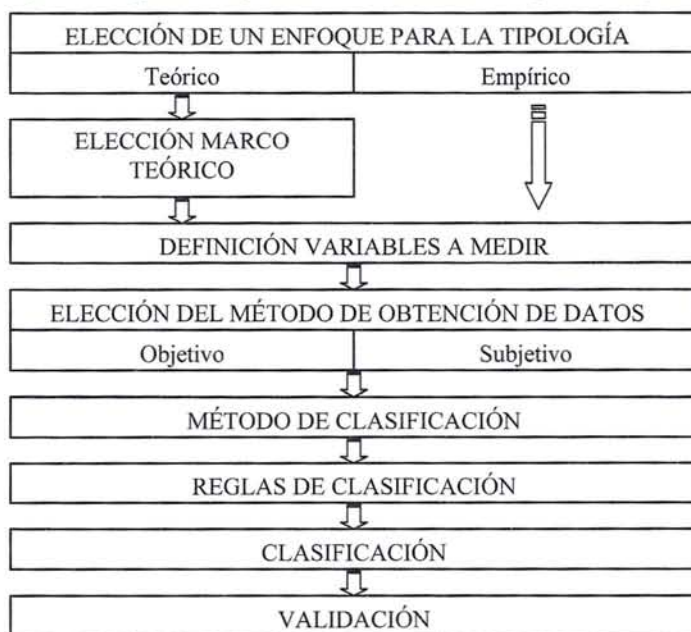 ELECCIÓN DE UN ENFOQUE PARA LA TIPOLOGÍA
Teórico
Empírico
ELECCIÓN MARCO
TEÓRICO
DEFINICIÓN VARIABLES A MEDIR
ELECCIÓN DEL MÉTODO DE OBTENCIÓN DE DATOS
Objetivo
Subjetivo
MÉTODO DE CLASIFICACIÓN
REGLAS DE CLASIFICACIÓN
CLASIFICACIÓN
VALIDACIÓN